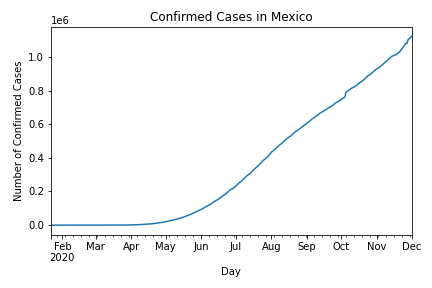 Confirmed Cases in Mexico
1e6
1.0
0.8
0.6
0.4
0.2
0.0
Number of Confirmed Cases
Feb Mar Apr May Jun Jul Aug Sep Oct Nov Dec
2020
Day